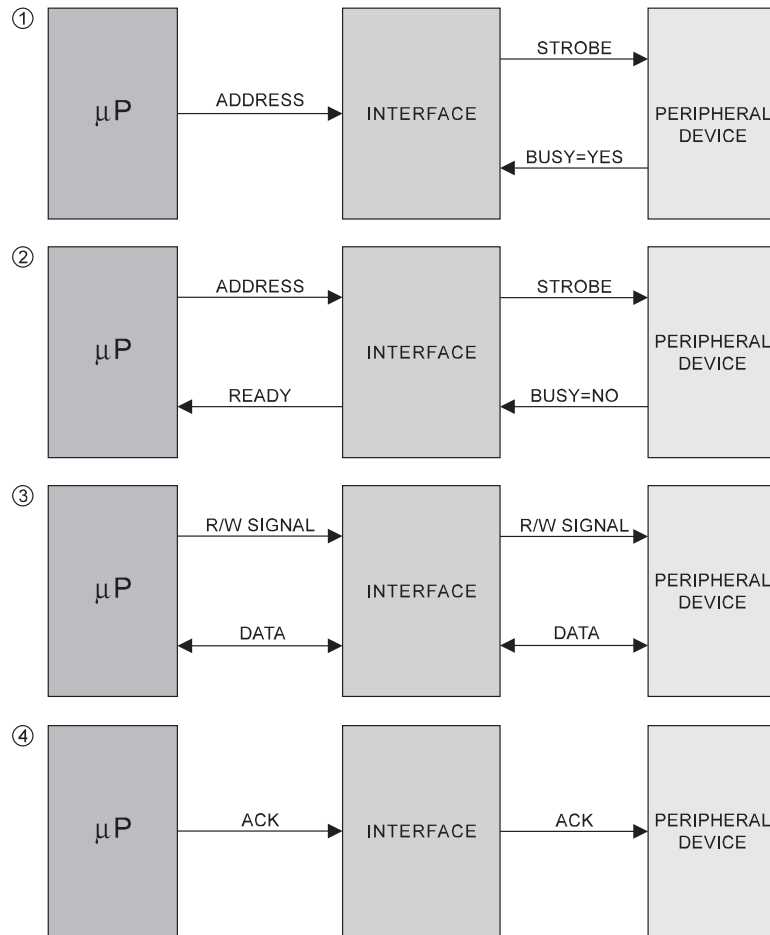 ①
STROBE
ADDRESS
μP
INTERFACE
PERIPHERAL
DEVICE
BUSY=YES
②
ADDRESS
STROBE
μP
INTERFACE
PERIPHERAL
DEVICE
READY
BUSY=NO
③
R/W SIGNAL
R/W SIGNAL
μP
INTERFACE
PERIPHERAL
DEVICE
DATA
DATA
④
μP
ACK
INTERFACE
ACK
PERIPHERAL
DEVICE